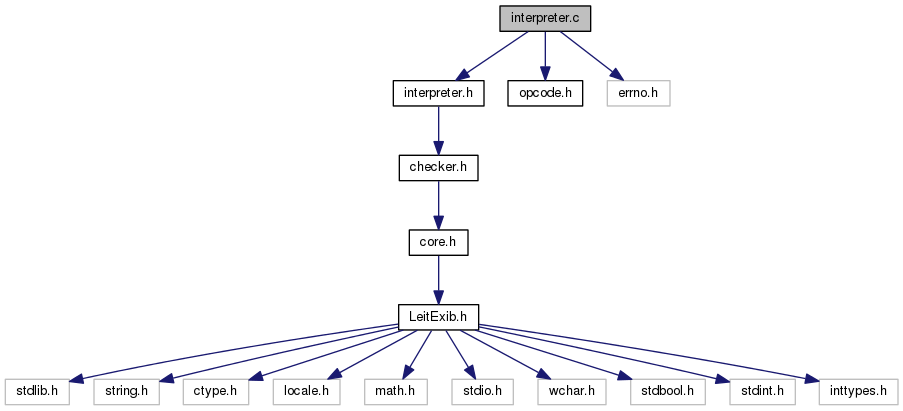 interpreter.c
interpreter.h
opcode.h
errno.h
checker.h
core.h
LeitExib.h
stdlib.h
string.h
ctype.h
locale.h
math.h
stdio.h
wchar.h
stdbool.h
stdint.h
inttypes.h